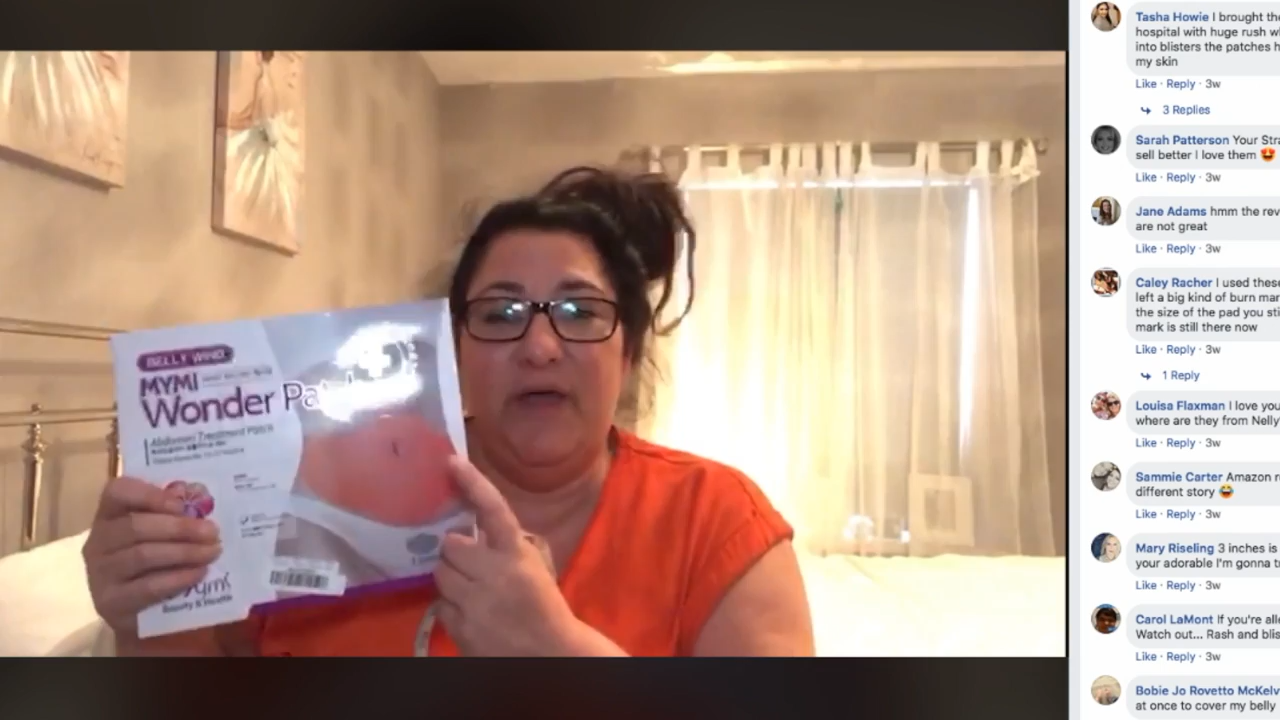 BELLY WING
MYMI
Wonder Patch
Abdomen Treatment Patch
Beauty & Health
Tasha Howie I brought the
hospital with huge rush w
into blisters the patches h
my skin
Like · Reply · 3w
3 Replies
Sarah Patterson Your Stra
sell better I love them 😍
Like · Reply · 3w
Jane Adams hmm the rev
are not great
Like · Reply · 3w
Caley Racher I used these
left a big kind of burn mar
the size of the pad you sti
mark is still there now
Like · Reply · 3w
1 Reply
Louisa Flaxman I love you
where are they from Nelly
Like · Reply · 3w
Sammie Carter Amazon r
different story 😂
Like · Reply · 3w
Mary Riseling 3 inches is
your adorable I'm gonna t
Like · Reply · 3w
Carol LaMont If you're alle
Watch out... Rash and blis
Like · Reply · 3w
Bobie Jo Rovetto McKelv
at once to cover my belly